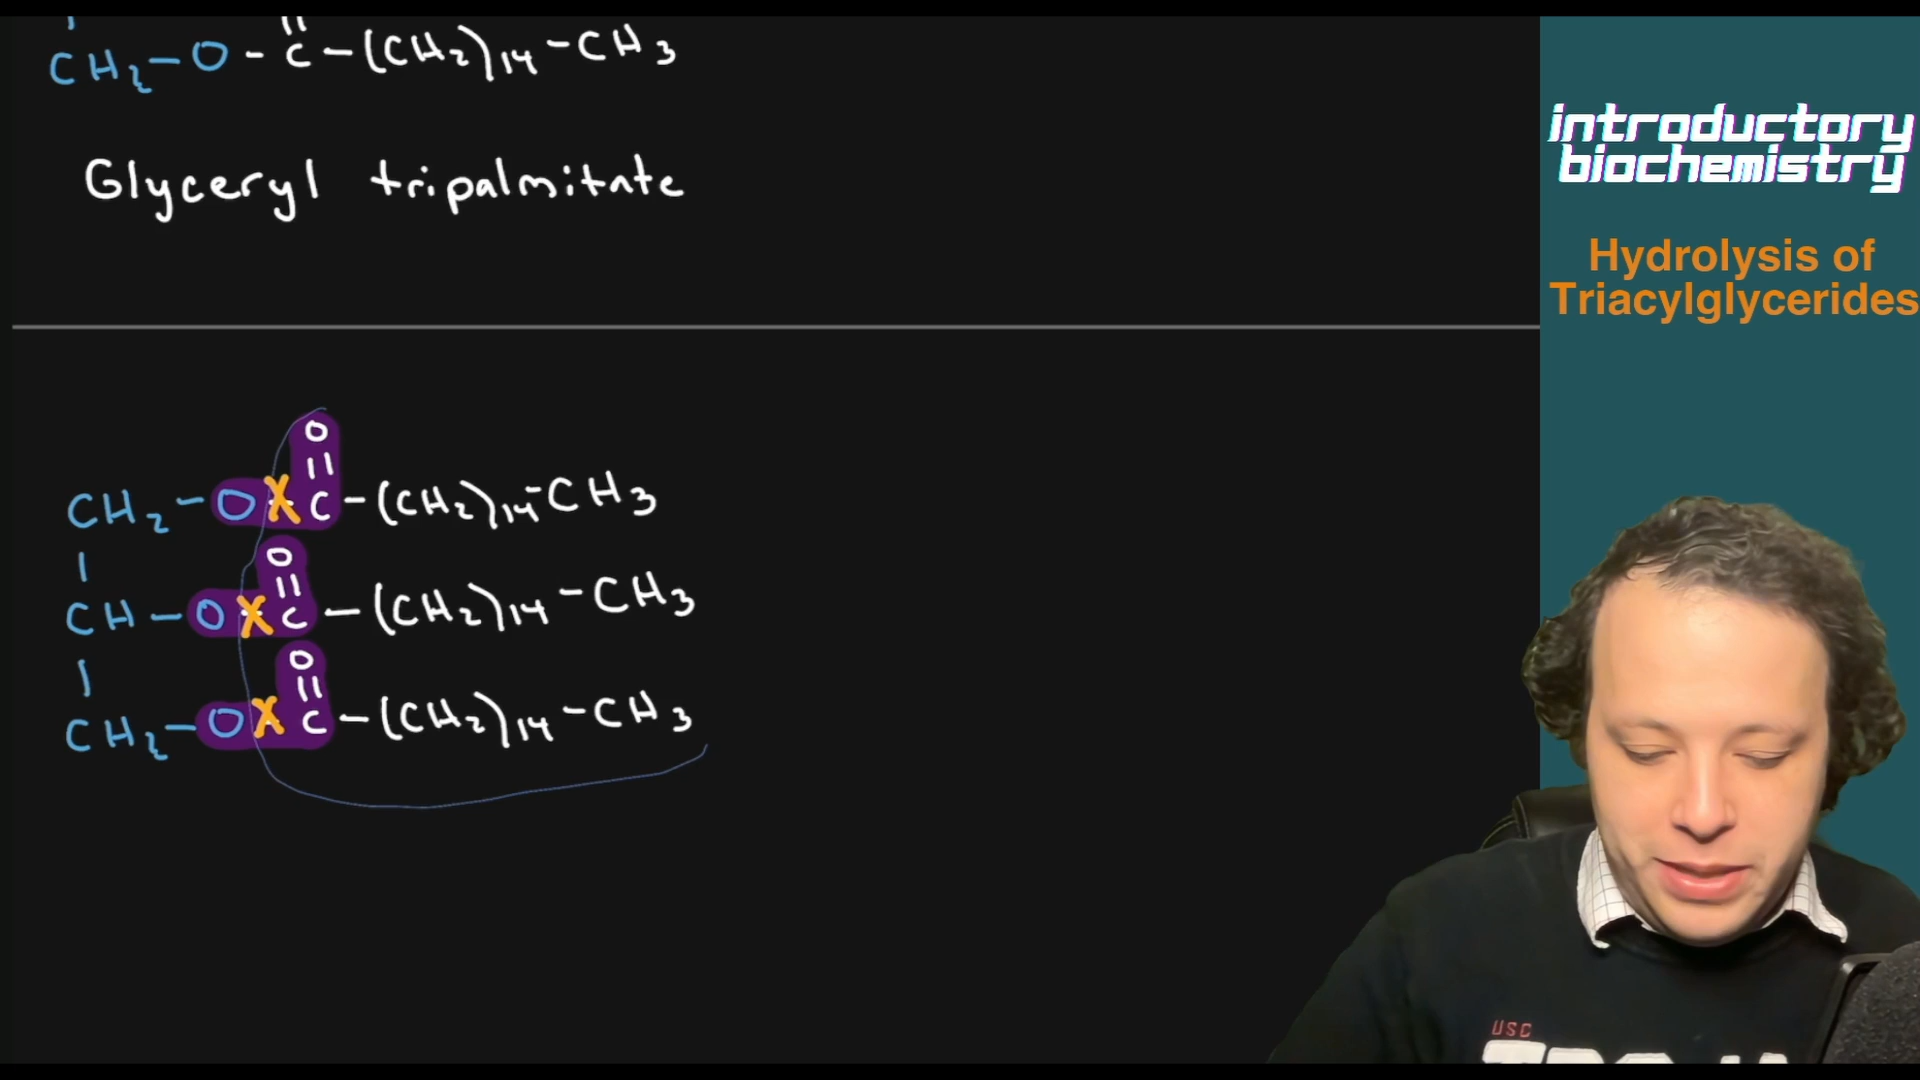 CH₂-O-C-(CH₂)₁₄-CH₃
Glyceryl tripalmitate
introductory
biochemistry
Hydrolysis of
Triacylglycerides
O
||
CH₂-O X C-(CH₂)₁₄-CH₃
|
O
||
CH-O X C-(CH₂)₁₄-CH₃
|
O
||
CH₂-O X C-(CH₂)₁₄-CH₃
USC